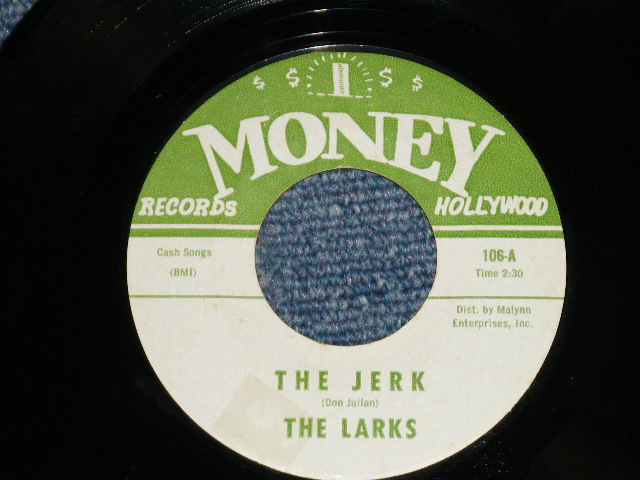 $ $ $ $
MONEY
RECORDS
HOLLYWOOD
Cash Songs
(BMI)
106-A
Time 2:30
Dist. by Malynn
Enterprises, Inc.
THE JERK
(Don Julian)
THE LARKS